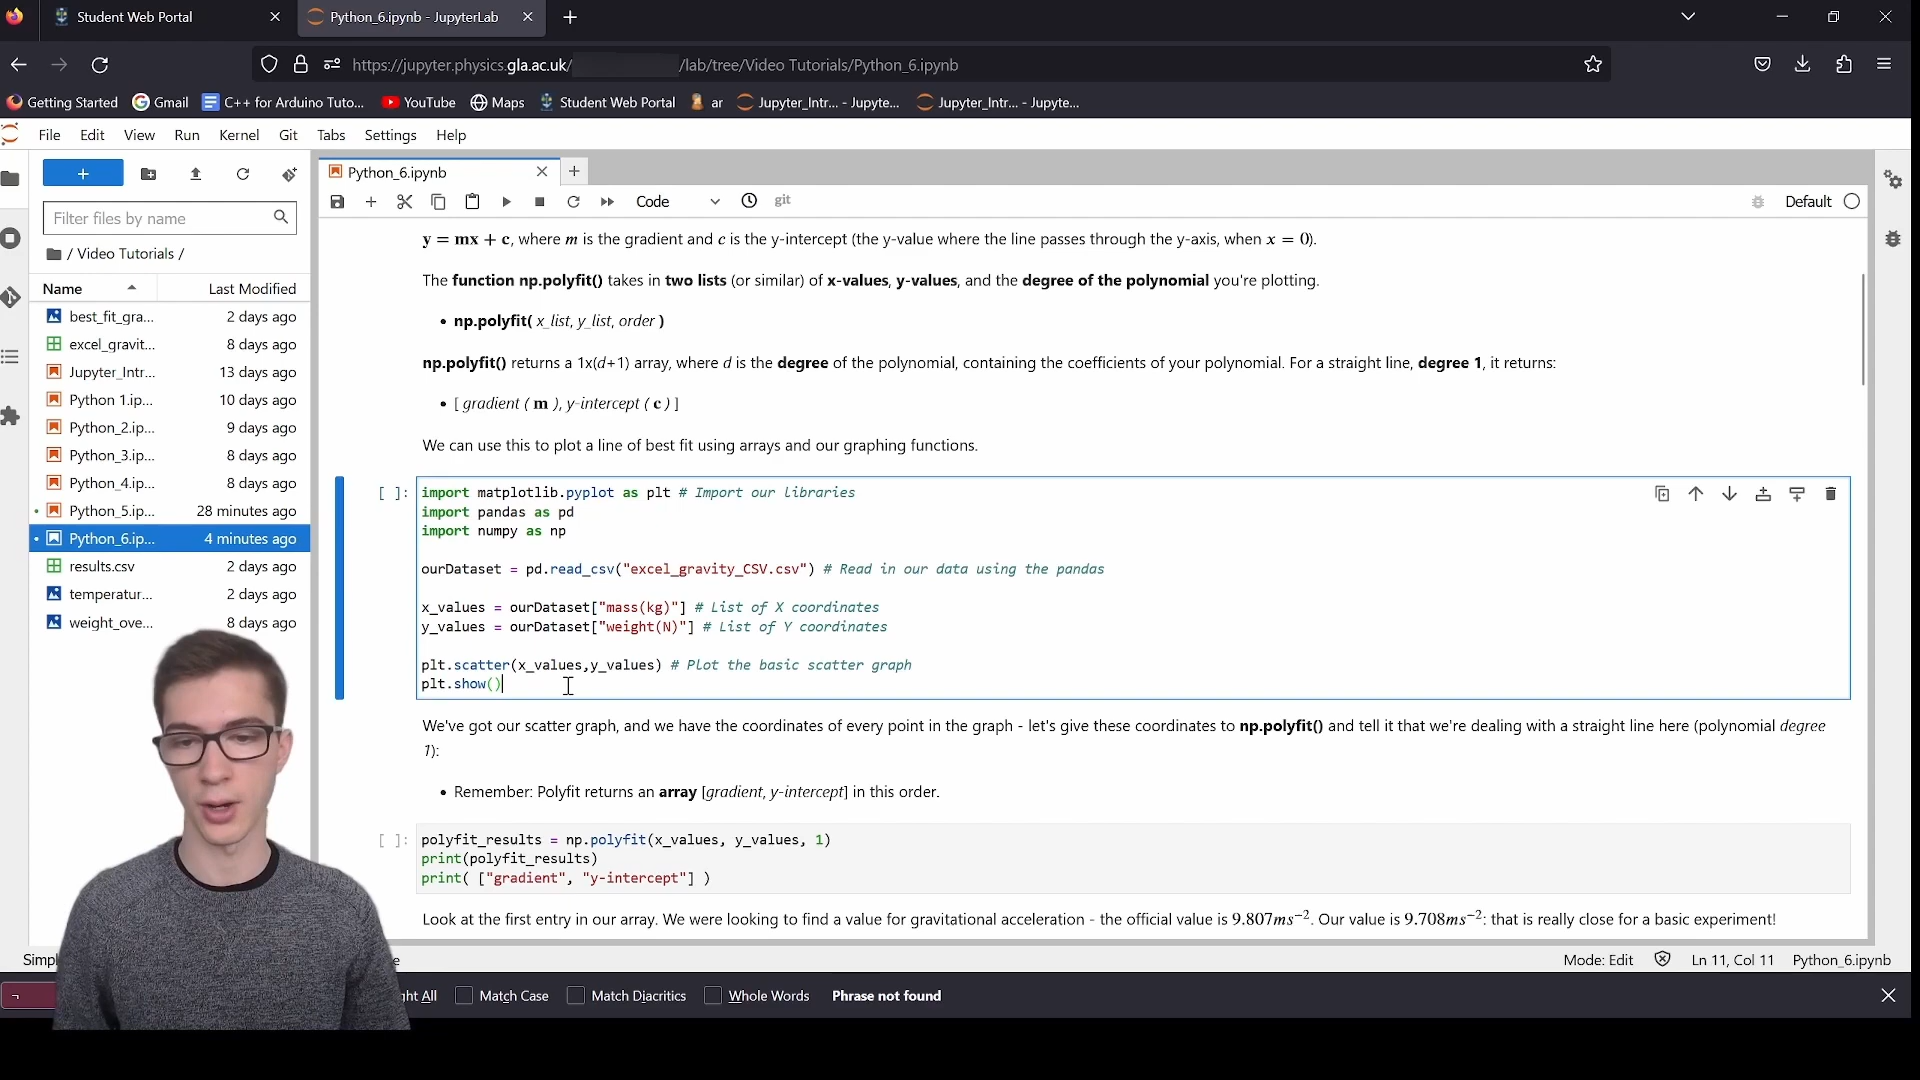 Student Web Portal
Python_6.ipynb - JupyterLab
https://jupyter.physics.gla.ac.uk/ /lab/tree/Video Tutorials/Python_6.ipynb
Getting Started Gmail C++ for Arduino Tuto... YouTube Maps Student Web Portal ar Jupyter_Intr... - Jupyte... Jupyter_Intr... - Jupyte...
File Edit View Run Kernel Git Tabs Settings Help
Python_6.ipynb
Code git Default
Filter files by name
/ Video Tutorials /
Name Last Modified
best_fit_gra... 2 days ago
excel_gravit... 8 days ago
Jupyter_Intr... 13 days ago
Python 1.ip... 10 days ago
Python_2.ip... 9 days ago
Python_3.ip... 8 days ago
Python_4.ip... 8 days ago
Python_5.ip... 28 minutes ago
Python_6.ip... 4 minutes ago
results.csv 2 days ago
temperatur... 2 days ago
weight_ove... 8 days ago
y = mx + c, where m is the gradient and c is the y-intercept (the y-value where the line passes through the y-axis, when x = 0).
The function np.polyfit() takes in two lists (or similar) of x-values, y-values, and the degree of the polynomial you're plotting.
• np.polyfit( x_list, y_list, order )
np.polyfit() returns a 1x(d+1) array, where d is the degree of the polynomial, containing the coefficients of your polynomial. For a straight line, degree 1, it returns:
• [ gradient ( m ), y-intercept ( c ) ]
We can use this to plot a line of best fit using arrays and our graphing functions.
[ ]: import matplotlib.pyplot as plt # Import our libraries
import pandas as pd
import numpy as np
ourDataset = pd.read_csv("excel_gravity_CSV.csv") # Read in our data using the pandas
x_values = ourDataset["mass(kg)"] # List of X coordinates
y_values = ourDataset["weight(N)"] # List of Y coordinates
plt.scatter(x_values,y_values) # Plot the basic scatter graph
plt.show()
We've got our scatter graph, and we have the coordinates of every point in the graph - let's give these coordinates to np.polyfit() and tell it that we're dealing with a straight line here (polynomial degree
1):
• Remember: Polyfit returns an array [gradient, y-intercept] in this order.
[ ]: polyfit_results = np.polyfit(x_values, y_values, 1)
print(polyfit_results)
print( ["gradient", "y-intercept"] )
Look at the first entry in our array. We were looking to find a value for gravitational acceleration - the official value is 9.807ms⁻². Our value is 9.708ms⁻²: that is really close for a basic experiment!
Simpl e Mode: Edit Ln 11, Col 11 Python_6.ipynb
¬ ght All Match Case Match Diacritics Whole Words Phrase not found